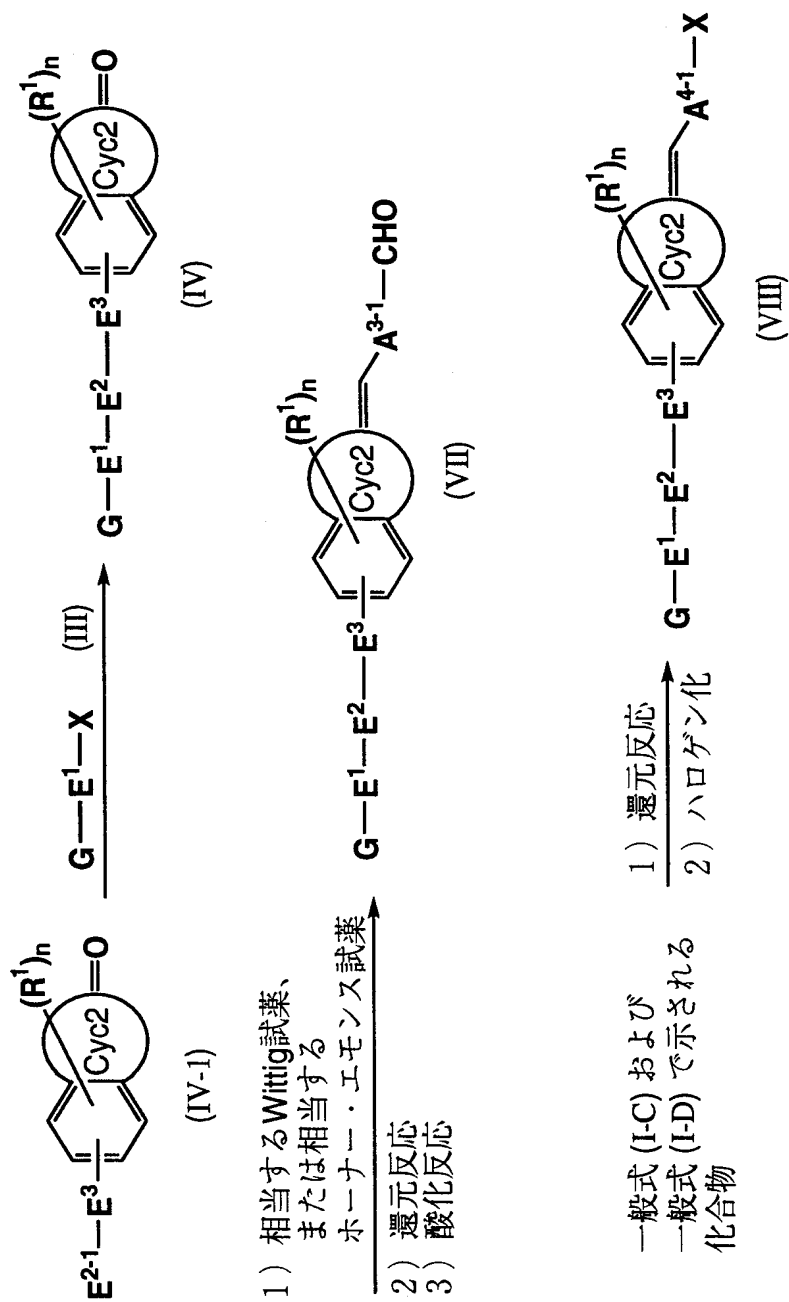 E²⁻¹—E³ Cyc2 (R¹)n =O
(IV-1)
G—E¹—X
(III)
G—E¹—E²—E³ Cyc2 (R¹)n =O
(IV)
1) 相当するWittig試薬、
または相当する
ホーナー・エモンス試薬
2) 還元反応
3) 酸化反応
G—E¹—E²—E³ Cyc2 (R¹)n A³⁻¹—CHO
(VII)
一般式 (I-C) および
一般式 (I-D) で示される
化合物
1) 還元反応
2) ハロゲン化
G—E¹—E²—E³ Cyc2 (R¹)n A⁴⁻¹—X
(VIII)